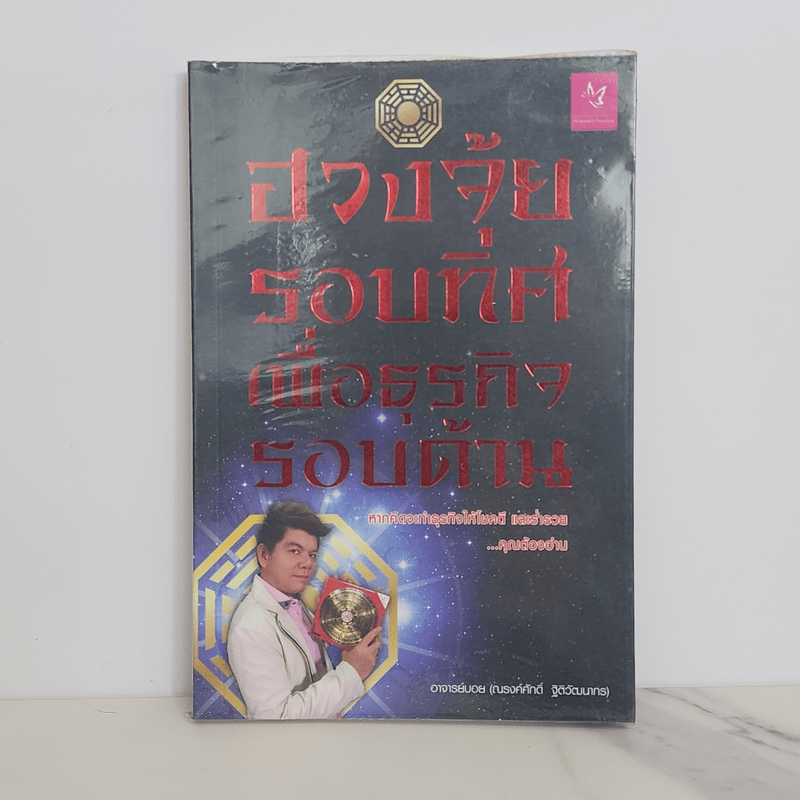 ฮวงจุ้ย
รอบทิศ
เพื่อธุรกิจ
รอบด้าน
หากคิดจะทำธุรกิจให้โชคดี และร่ำรวย
...คุณต้องอ่าน
อาจารย์บอย (ณรงค์ศักดิ์ ฐิติวัฒนากร)